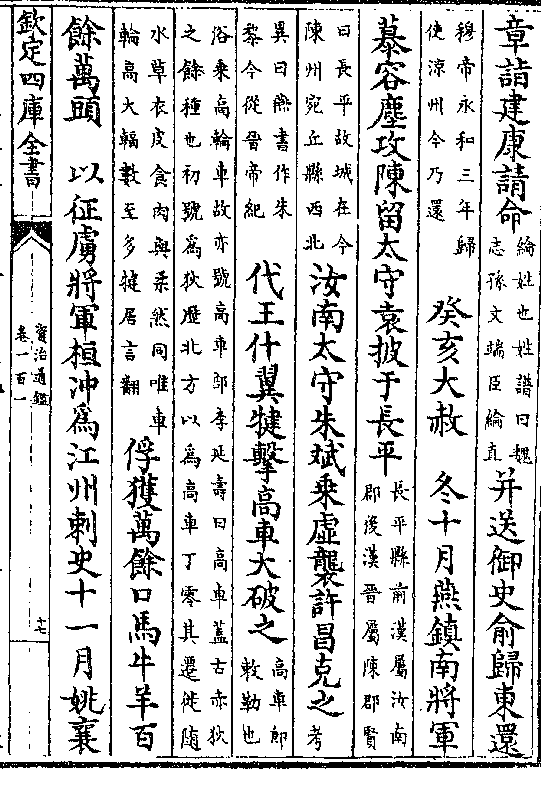 章詣建康請命
綸姓也姓譜曰魏
志孫文端臣綸直
并送御史俞歸東還
穆帝永和三年歸
使涼州今乃還
癸亥大赦　冬十月燕鎮南將軍
慕容塵攻陳留太守袁披于長平
長平縣前漢屬汝南
郡後漢晉屬陳郡賢
曰長平故城在今
陳州宛丘縣西北
汝南太守朱斌乗虛襲許昌克之
考
異曰燕書作朱
黎今從晉帝紀
代王什翼犍擊高車大破之
高車即
敕勒也
俗乘高輪車故亦號高車部李延壽曰高車蓋古赤狄
之餘種也初號爲狄歷北方以爲高車丁零其遷徙随
水草衣皮食肉與柔然同唯車
輪高大輻數至多揵居言翻
俘獲萬餘口馬牛羊百
餘萬頭　以征虜將軍桓沖爲江州刺史十一月姚襄
欽定四庫全書
資治通鑑
卷一百一
十七